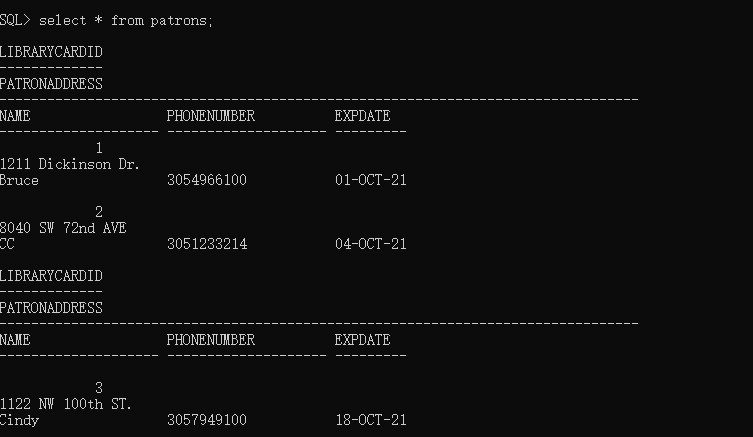 SQL> select * from patrons;
LIBRARYCARDID
-------------
PATRONADDRESS
--------------------------------------------------------------------------------
NAME                 PHONENUMBER          EXPDATE
-------------------- -------------------- ---------
            1
1211 Dickinson Dr.
Bruce                3054966100           01-OCT-21
            2
8040 SW 72nd AVE
CC                   3051233214           04-OCT-21
LIBRARYCARDID
-------------
PATRONADDRESS
--------------------------------------------------------------------------------
NAME                 PHONENUMBER          EXPDATE
-------------------- -------------------- ---------
            3
1122 NW 100th ST.
Cindy                3057949100           18-OCT-21